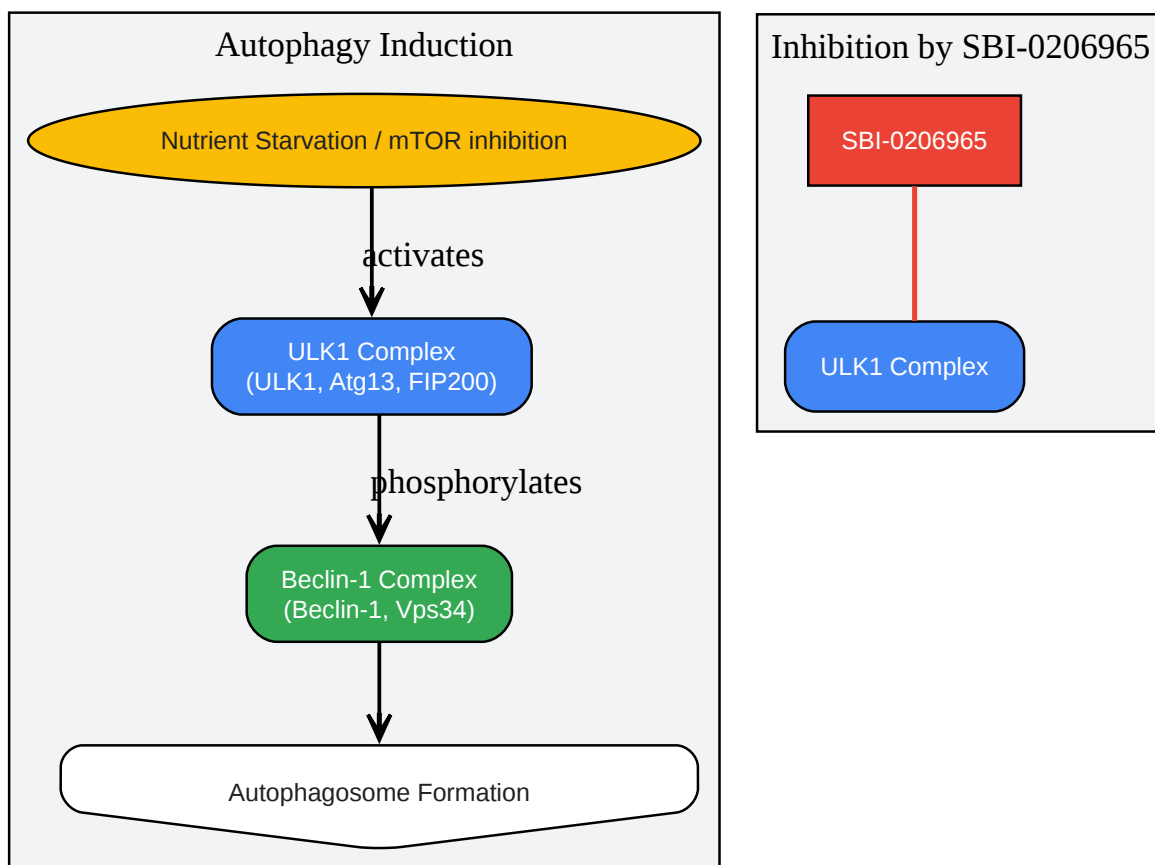 Autophagy Induction
Nutrient Starvation / mTOR inhibition
activates
ULK1 Complex
(ULK1, Atg13, FIP200)
phosphorylates
Beclin-1 Complex
(Beclin-1, Vps34)
Autophagosome Formation
Inhibition by SBI-0206965
SBI-0206965
ULK1 Complex